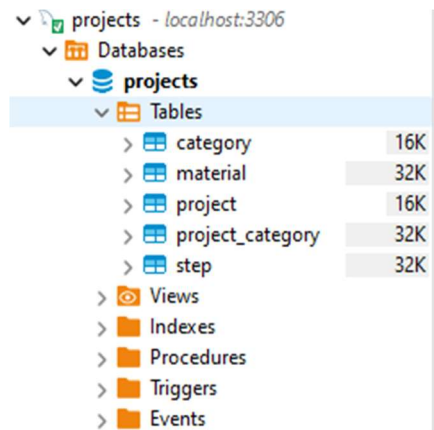 projects - localhost:3306
Databases
projects
Tables
category 16K
material 32K
project 16K
project_category 32K
step 32K
Views
Indexes
Procedures
Triggers
Events